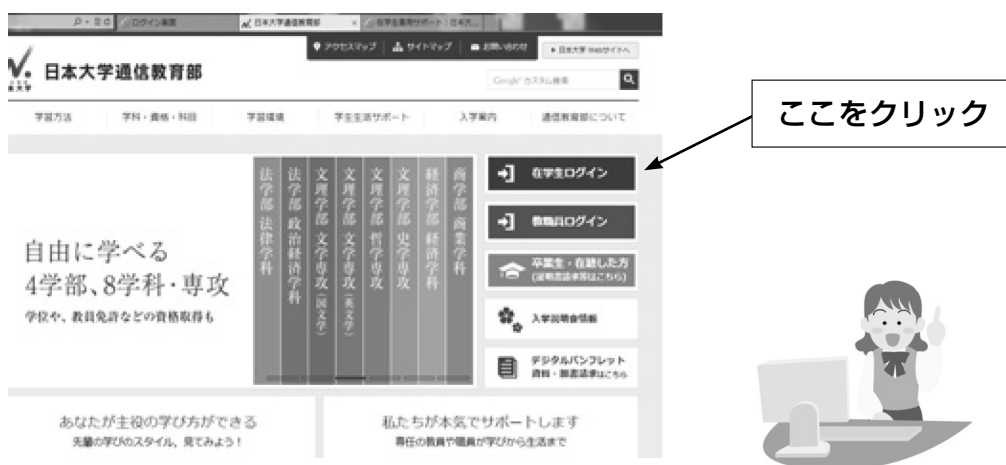 ログイン画面
日本大学通信教育部
アクセスマップ
サイトマップ
お問い合わせ
日本大学 Webサイトへ
日本大学通信教育部
Google カスタム検索
学習方法
学科・資格・科目
学習環境
学生生活サポート
入学案内
通信教育部について
ここをクリック
自由に学べる
4学部、8学科・専攻
学位や、教員免許などの資格取得も
法学部 法律学科
法学部 政治経済学科
文理学部 文学専攻(国文学)
文理学部 文学専攻(英文学)
文理学部 哲学専攻
文理学部 史学専攻
経済学部 経済学科
商学部 商業学科
在学生ログイン
教職員ログイン
卒業生・在籍した方
(証明書請求等はこちら)
入学説明会情報
デジタルパンフレット
資料・願書請求はこちら
あなたが主役の学び方ができる
先輩の学びのスタイル、見てみよう!
私たちが本気でサポートします
専任の教員や職員が学びから生活まで